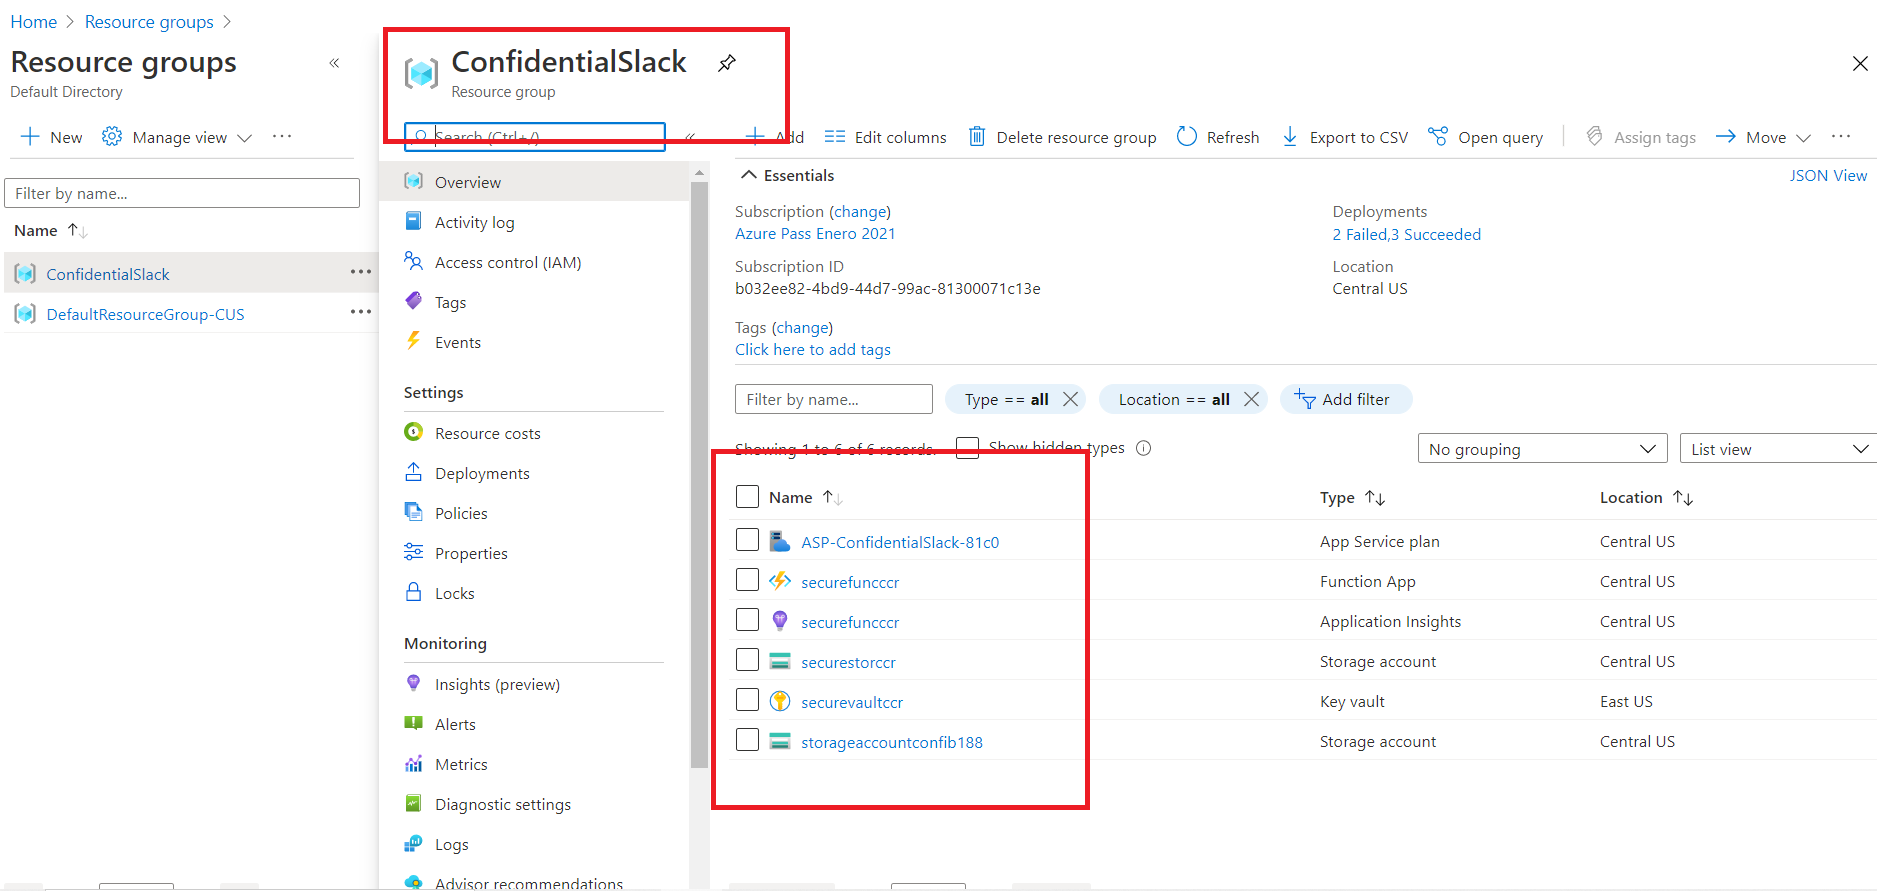 Home > Resource groups >
Resource groups «
Default Directory
New Manage view ···
Filter by name...
Name ↑↓
ConfidentialSlack ···
DefaultResourceGroup-CUS ···
ConfidentialSlack
Resource group
Search (Ctrl+/) «
Overview
Activity log
Access control (IAM)
Tags
Events
Settings
Resource costs
Deployments
Policies
Properties
Locks
Monitoring
Insights (preview)
Alerts
Metrics
Diagnostic settings
Logs
Advisor recommendations
Add Edit columns Delete resource group Refresh Export to CSV Open query Assign tags Move ···
Essentials JSON View
Subscription (change)
Azure Pass Enero 2021
Subscription ID
b032ee82-4bd9-44d7-99ac-81300071c13e
Deployments
2 Failed,3 Succeeded
Location
Central US
Tags (change)
Click here to add tags
Filter by name... Type == all Location == all Add filter
Showing 1 to 6 of 6 records. Show hidden types No grouping List view
Name ↑↓ Type ↑↓ Location ↑↓
ASP-ConfidentialSlack-81c0 App Service plan Central US
securefuncccr Function App Central US
securefuncccr Application Insights Central US
securestorccr Storage account Central US
securevaultccr Key vault East US
storageaccountconfib188 Storage account Central US